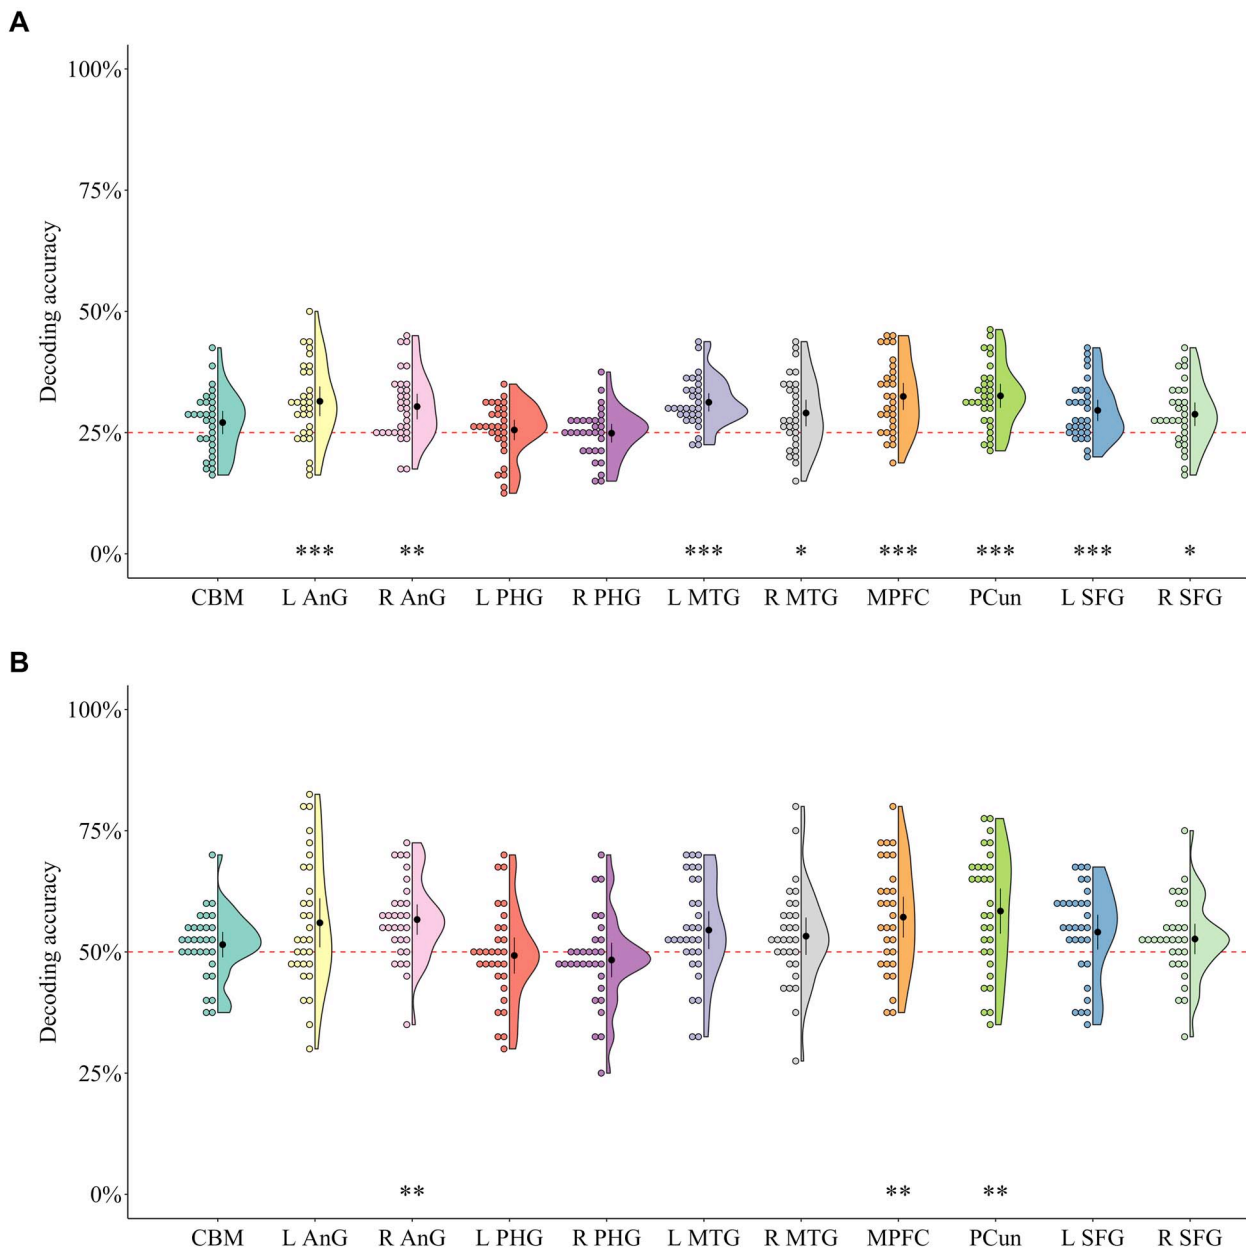 A
Decoding accuracy
100%
75%
50%
25%
0%
*** ** *** * *** *** *** *
CBM L AnG R AnG L PHG R PHG L MTG R MTG MPFC PCun L SFG R SFG
B
Decoding accuracy
100%
75%
50%
25%
0%
** ** **
CBM L AnG R AnG L PHG R PHG L MTG R MTG MPFC PCun L SFG R SFG